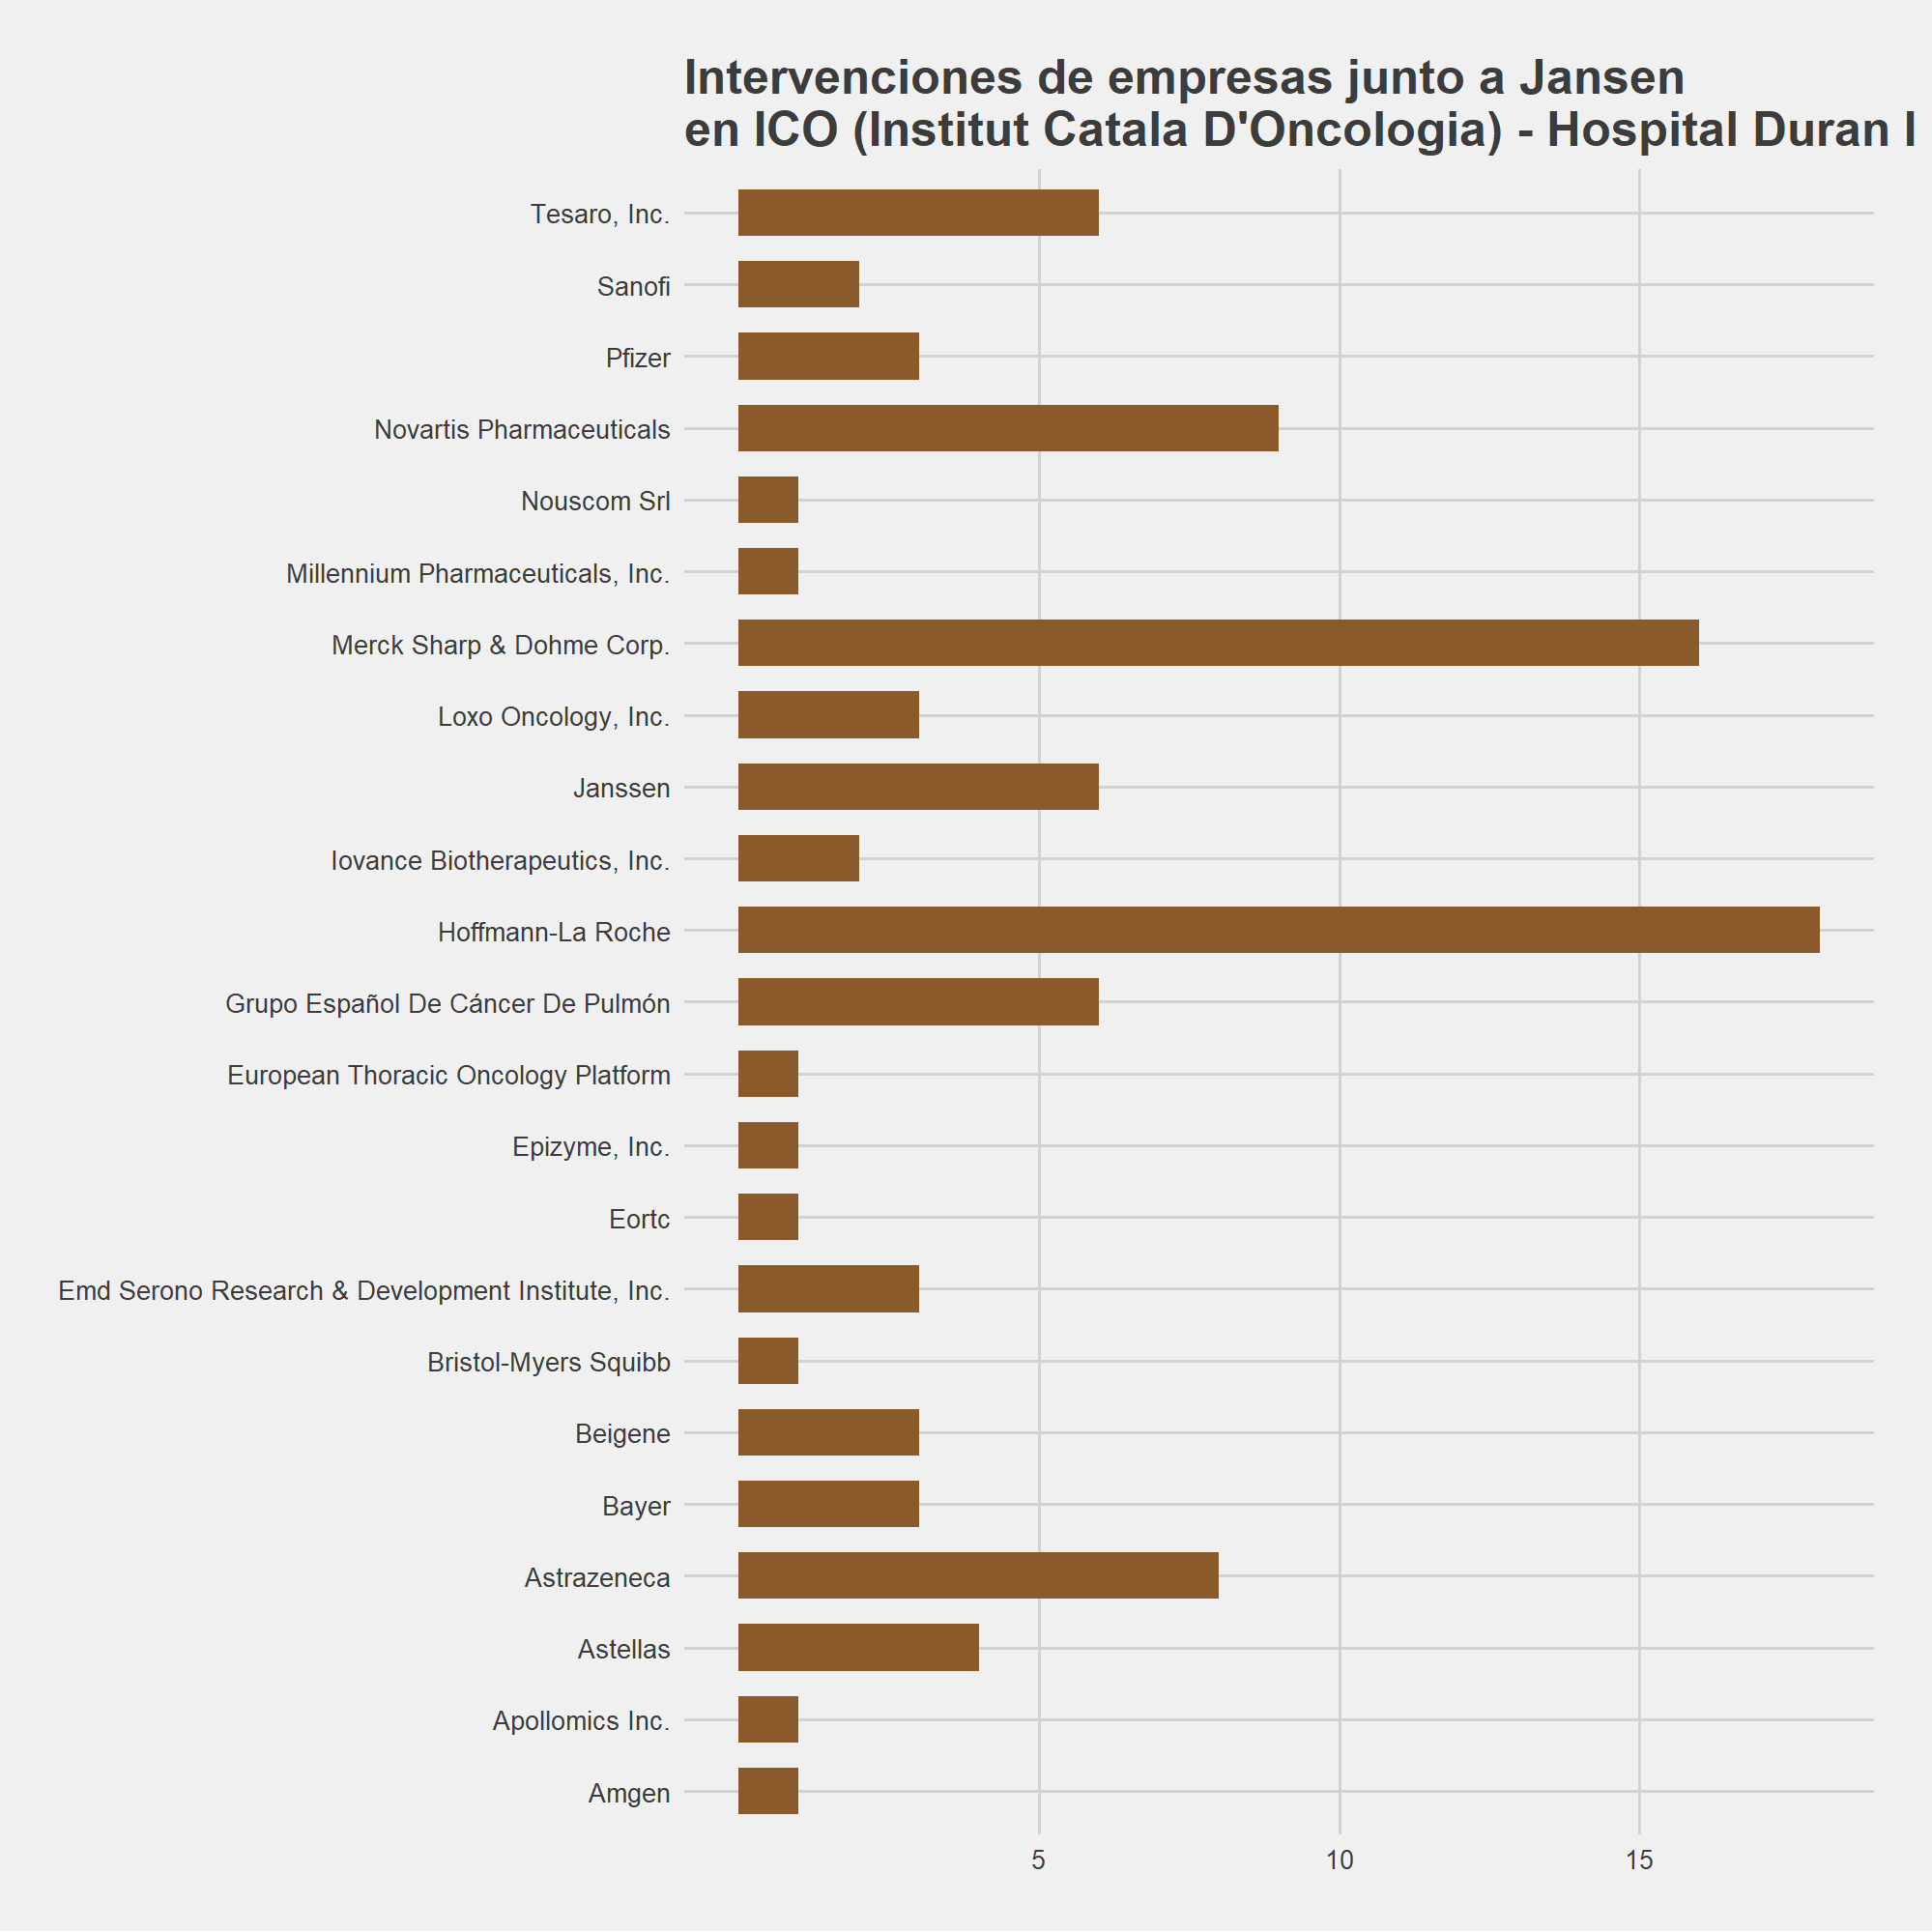 Intervenciones de empresas junto a Jansen
en ICO (Institut Catala D'Oncologia) - Hospital Duran I
Tesaro, Inc.
Sanofi
Pfizer
Novartis Pharmaceuticals
Nouscom Srl
Millennium Pharmaceuticals, Inc.
Merck Sharp & Dohme Corp.
Loxo Oncology, Inc.
Janssen
Iovance Biotherapeutics, Inc.
Hoffmann-La Roche
Grupo Español De Cáncer De Pulmón
European Thoracic Oncology Platform
Epizyme, Inc.
Eortc
Emd Serono Research & Development Institute, Inc.
Bristol-Myers Squibb
Beigene
Bayer
Astrazeneca
Astellas
Apollomics Inc.
Amgen
5 10 15